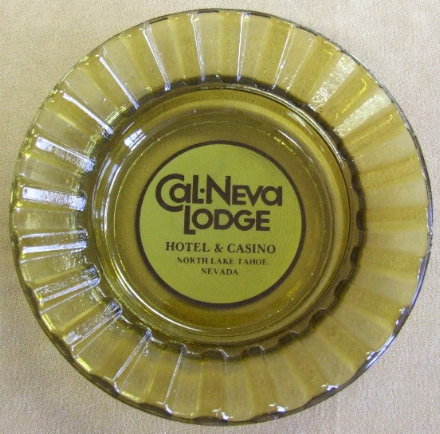 Cal·Neva
Lodge
HOTEL & CASINO
NORTH LAKE TAHOE,
NEVADA